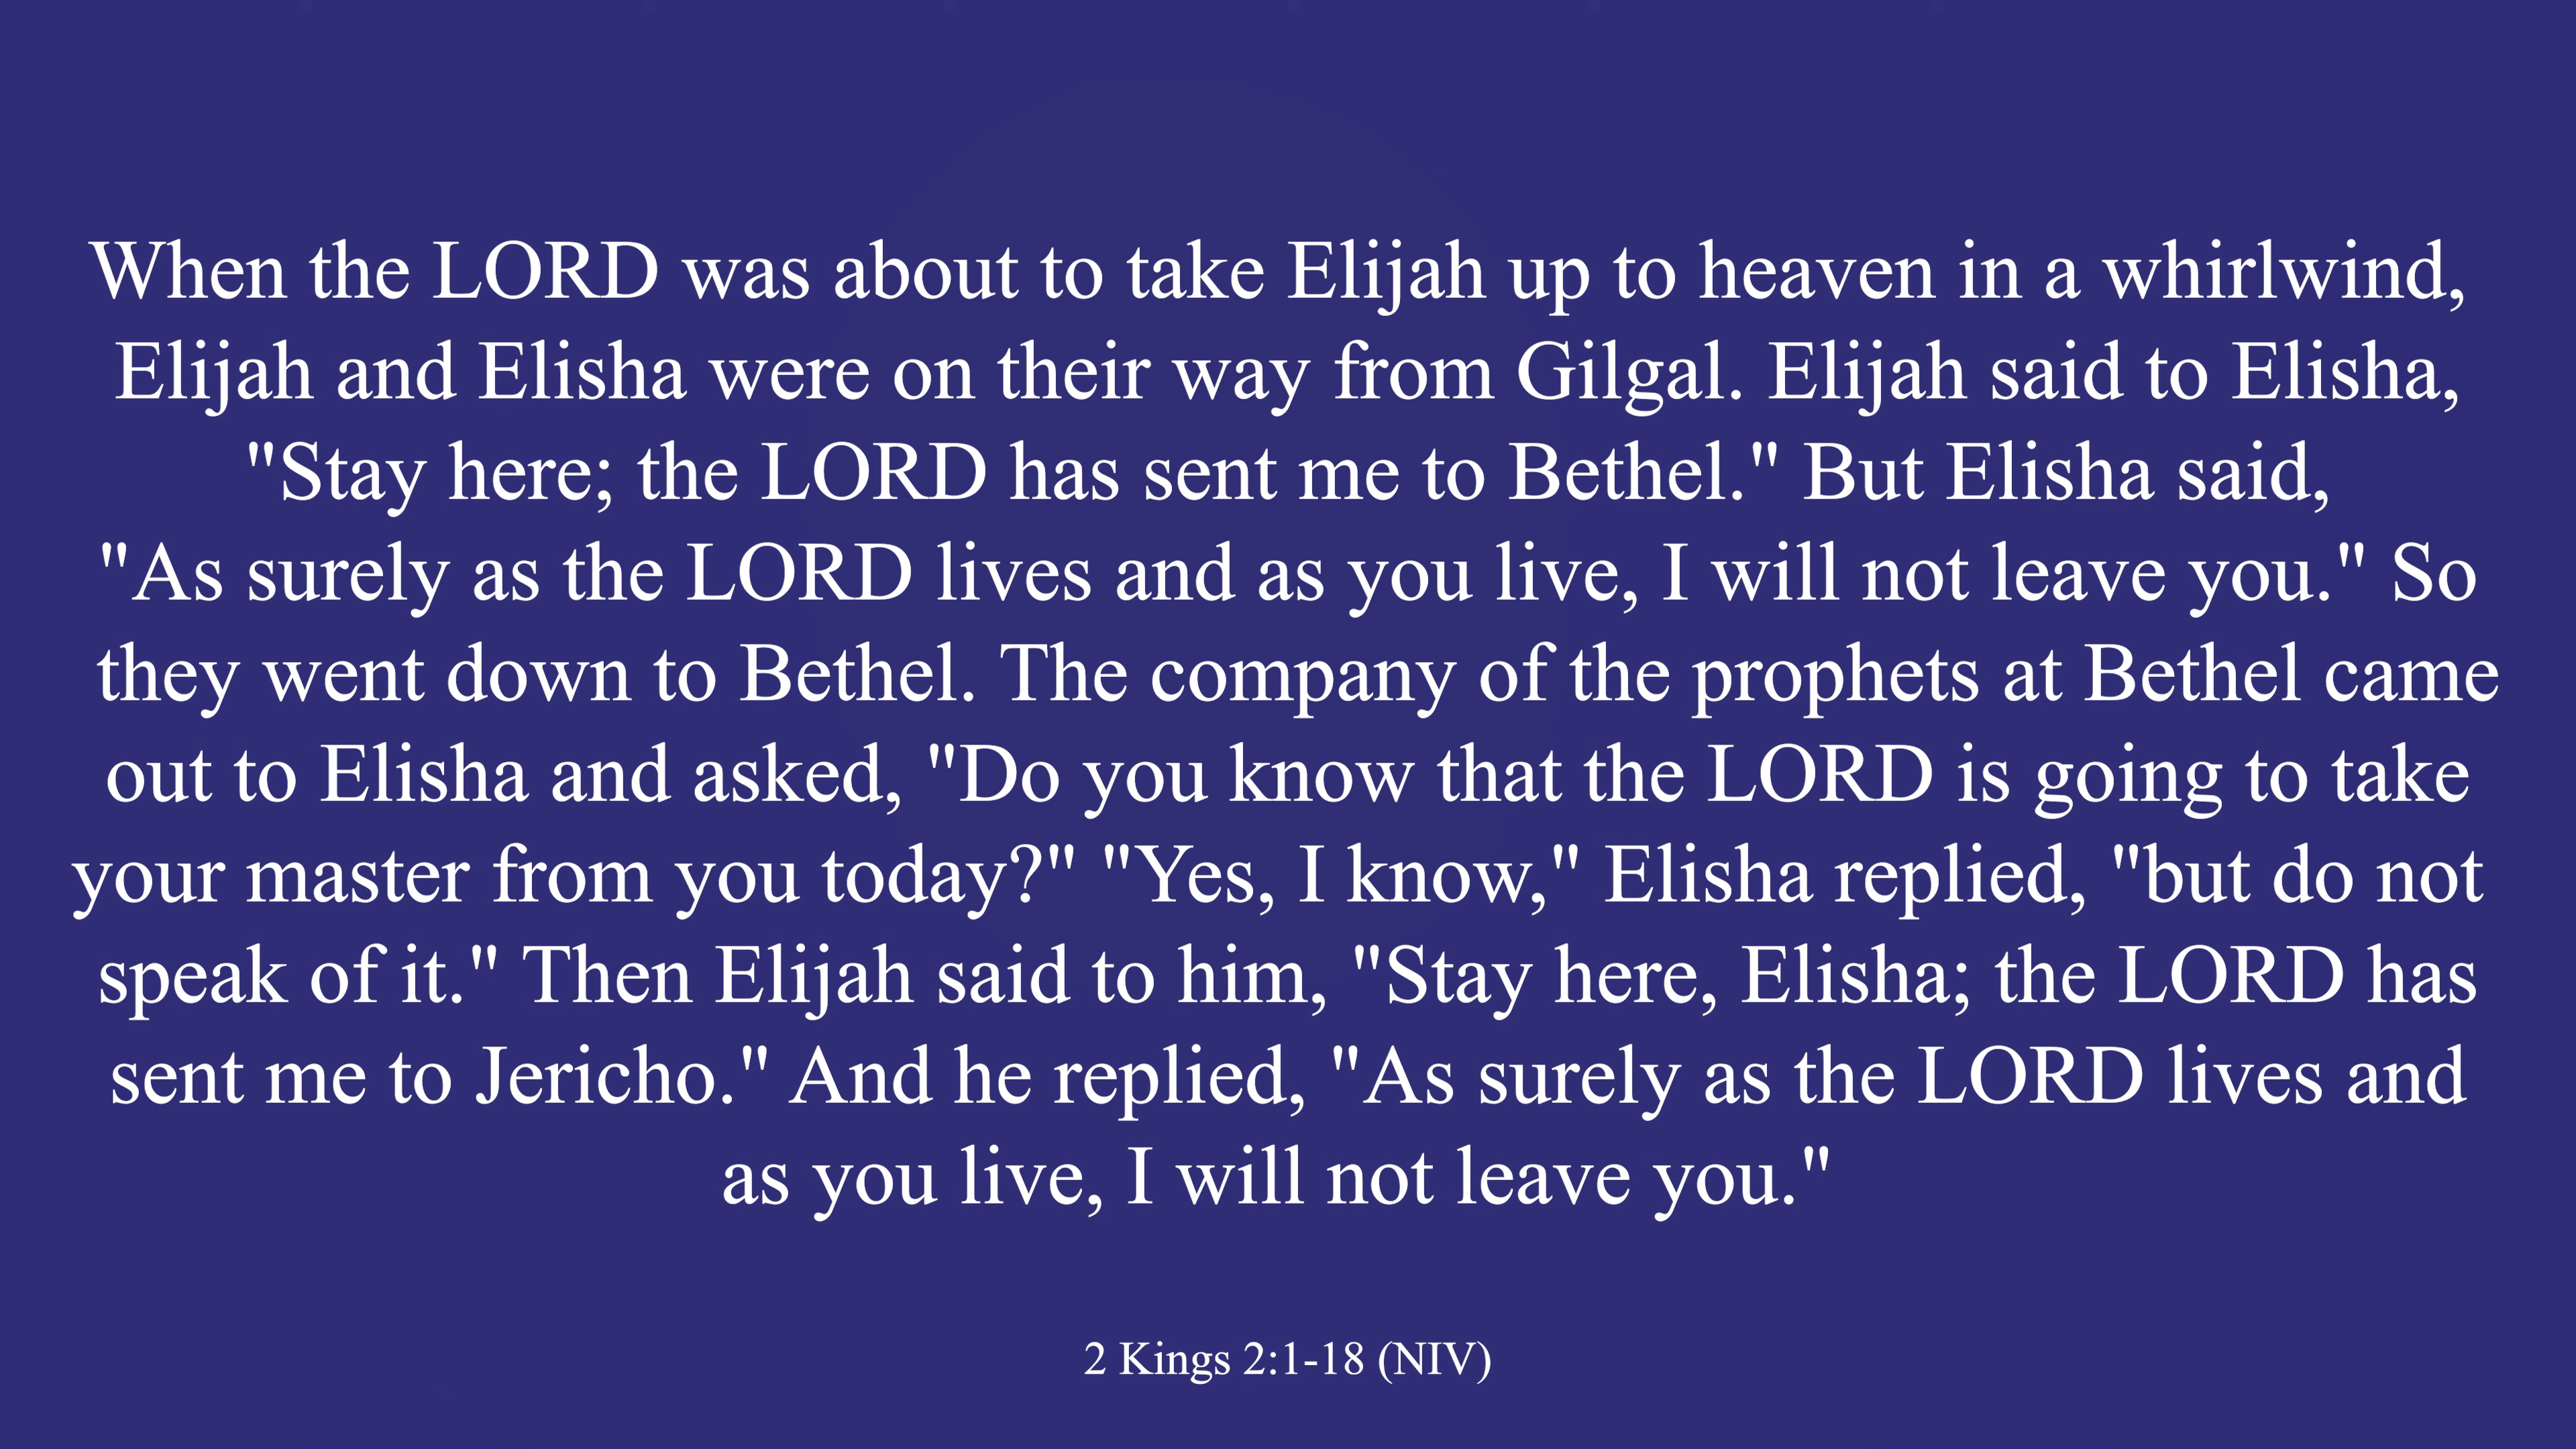 When the LORD was about to take Elijah up to heaven in a whirlwind,
Elijah and Elisha were on their way from Gilgal. Elijah said to Elisha,
"Stay here; the LORD has sent me to Bethel." But Elisha said,
"As surely as the LORD lives and as you live, I will not leave you." So
they went down to Bethel. The company of the prophets at Bethel came
out to Elisha and asked, "Do you know that the LORD is going to take
your master from you today?" "Yes, I know," Elisha replied, "but do not
speak of it." Then Elijah said to him, "Stay here, Elisha; the LORD has
sent me to Jericho." And he replied, "As surely as the LORD lives and
as you live, I will not leave you."
2 Kings 2:1-18 (NIV)